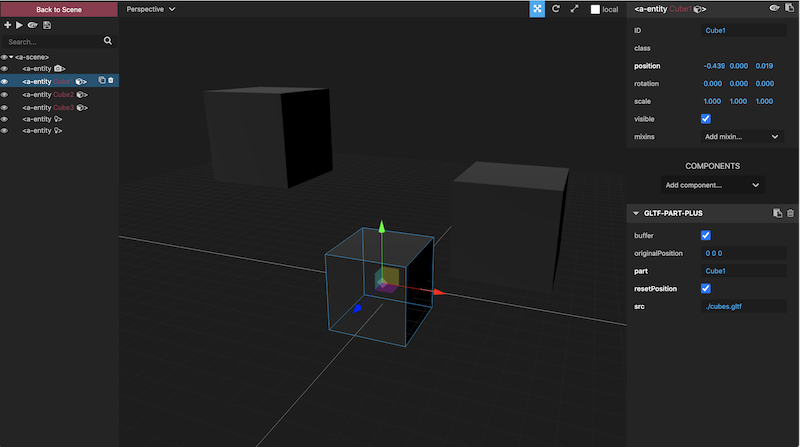 Back to Scene
Search...
<a-scene>
<a-entity >
<a-entity Cube1 >
<a-entity Cube2 >
<a-entity Cube3 >
<a-entity >
<a-entity >
Perspective
local
<a-entity Cube1 >
ID Cube1
class
position -0.439 0.000 0.019
rotation 0.000 0.000 0.000
scale 1.000 1.000 1.000
visible
mixins Add mixin...
COMPONENTS
Add component...
GLTF-PART-PLUS
buffer
originalPosition 0 0 0
part Cube1
resetPosition
src ./cubes.gltf